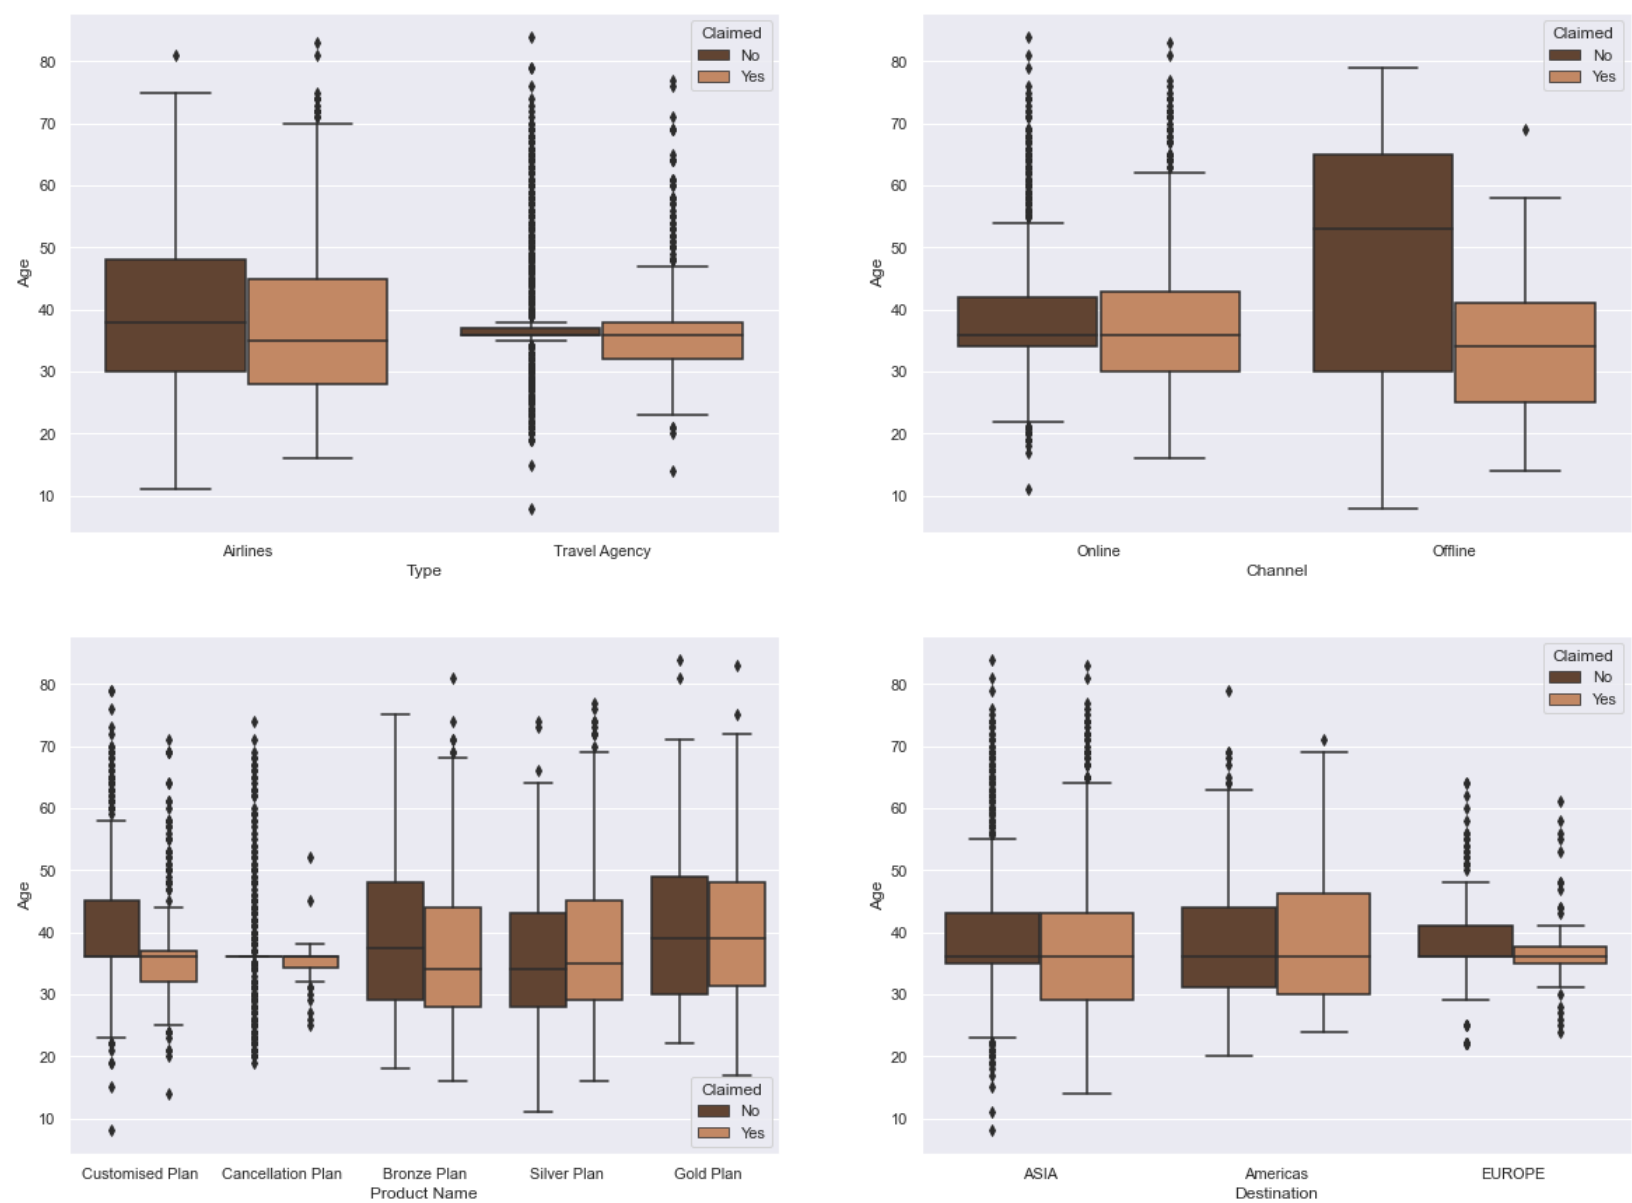 Claimed
No
Yes
80
70
60
50
40
30
20
10
Age
Airlines Travel Agency
Type
Claimed
No
Yes
80
70
60
50
40
30
20
10
Age
Online Offline
Channel
80
70
60
50
40
30
20
10
Age
Claimed
No
Yes
Customised Plan Cancellation Plan Bronze Plan Silver Plan Gold Plan
Product Name
Claimed
No
Yes
80
70
60
50
40
30
20
10
Age
ASIA Americas EUROPE
Destination